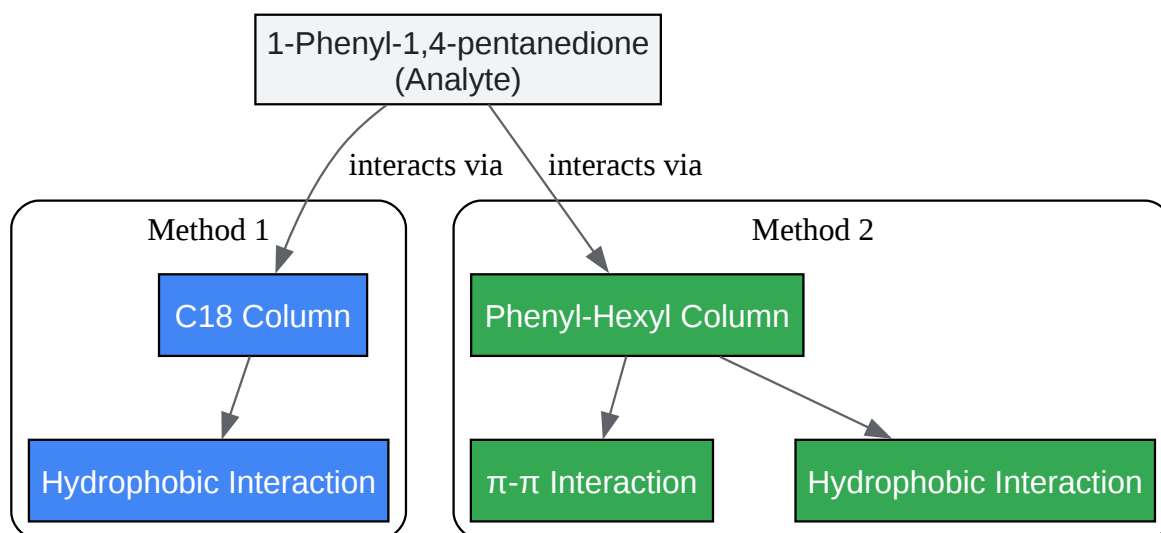 1-Phenyl-1,4-pentanedione
(Analyte)
interacts via
interacts via
Method 1
Method 2
C18 Column
Phenyl-Hexyl Column
Hydrophobic Interaction
π-π Interaction
Hydrophobic Interaction